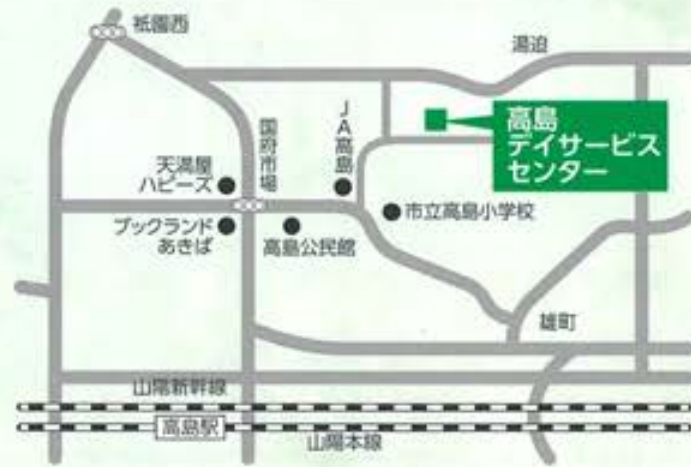 祇園西
湯迫
高島
デイサービス
センター
国府市場
JA高島
天満屋
ハピーズ
市立高島小学校
ブックランド
あきば
高島公民館
雄町
山陽新幹線
高島駅
山陽本線